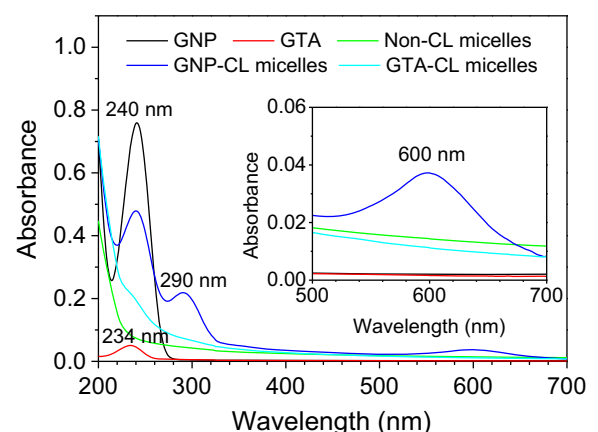 GNP GTA Non-CL micelles
GNP-CL micelles GTA-CL micelles
1.0
0.8
0.6
0.4
0.2
0.0
Absorbance
240 nm
290 nm
234 nm
200 300 400 500 600 700
Wavelength (nm)
0.06
0.04
0.02
0.00
Absorbance
600 nm
500 600 700
Wavelength (nm)